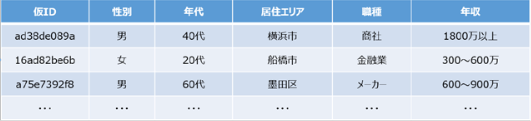 仮ID 性別 年代 居住エリア 職種 年収
ad38de089a 男 40代 横浜市 商社 1800万以上
16ad82be6b 女 20代 船橋市 金融業 300～600万
a75e7392f8 男 60代 墨田区 ﾒｰｶｰ 600～900万
･･･ ･･･ ･･･ ･･･ ･･･ ･･･